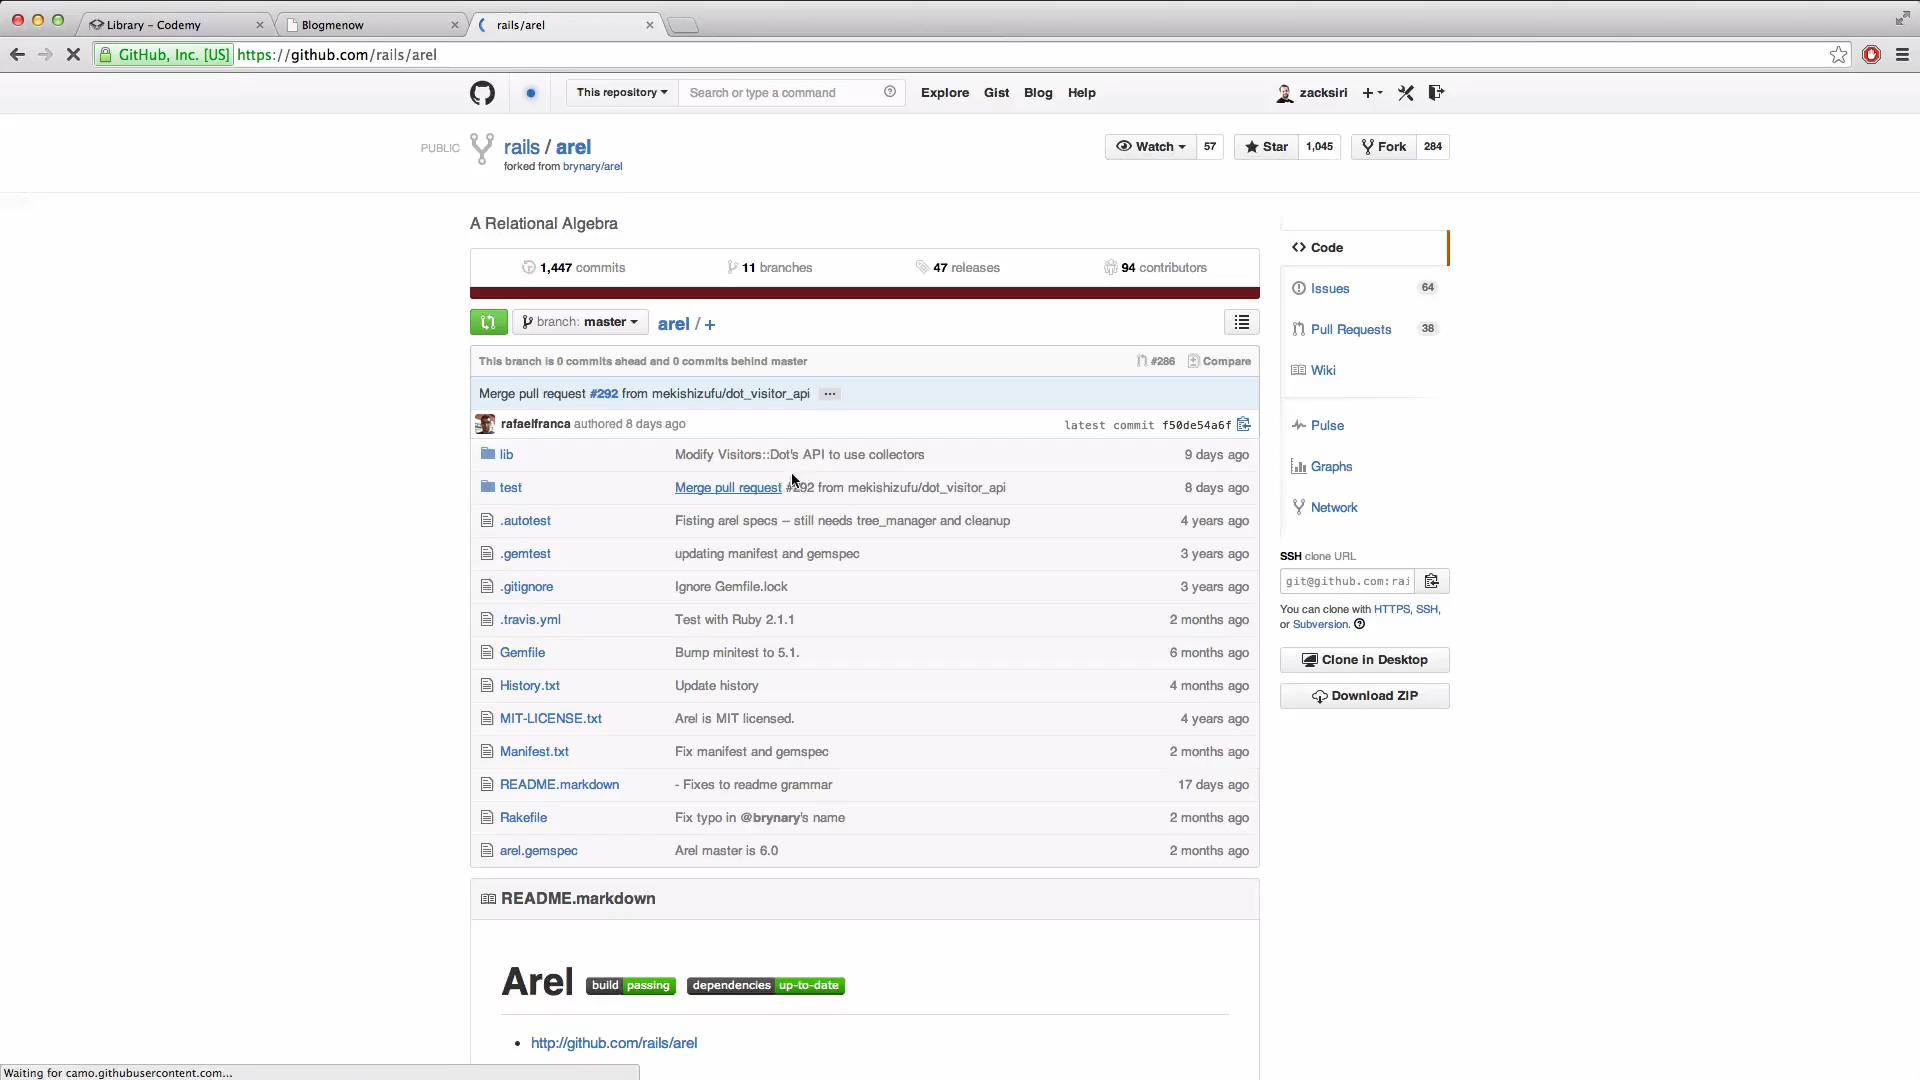 Library – Codemy
Blogmenow
rails/arel
GitHub, Inc. [US] https://github.com/rails/arel
This repository Search or type a command Explore Gist Blog Help zacksiri
PUBLIC rails / arel
forked from brynary/arel
Watch 57 Star 1,045 Fork 284
A Relational Algebra
1,447 commits 11 branches 47 releases 94 contributors
branch: master arel / +
This branch is 0 commits ahead and 0 commits behind master #286 Compare
Merge pull request #292 from mekishizufu/dot_visitor_api ...
rafaelfranca authored 8 days ago latest commit f50de54a6f
lib Modify Visitors::Dot's API to use collectors 9 days ago
test Merge pull request #292 from mekishizufu/dot_visitor_api 8 days ago
.autotest Fisting arel specs -- still needs tree_manager and cleanup 4 years ago
.gemtest updating manifest and gemspec 3 years ago
.gitignore Ignore Gemfile.lock 3 years ago
.travis.yml Test with Ruby 2.1.1 2 months ago
Gemfile Bump minitest to 5.1. 6 months ago
History.txt Update history 4 months ago
MIT-LICENSE.txt Arel is MIT licensed. 4 years ago
Manifest.txt Fix manifest and gemspec 2 months ago
README.markdown - Fixes to readme grammar 17 days ago
Rakefile Fix typo in @brynary's name 2 months ago
arel.gemspec Arel master is 6.0 2 months ago
Code
Issues 64
Pull Requests 38
Wiki
Pulse
Graphs
Network
SSH clone URL
git@github.com:rai
You can clone with HTTPS, SSH,
or Subversion.
Clone in Desktop
Download ZIP
README.markdown
Arel build passing dependencies up-to-date
• http://github.com/rails/arel
Waiting for camo.githubusercontent.com...